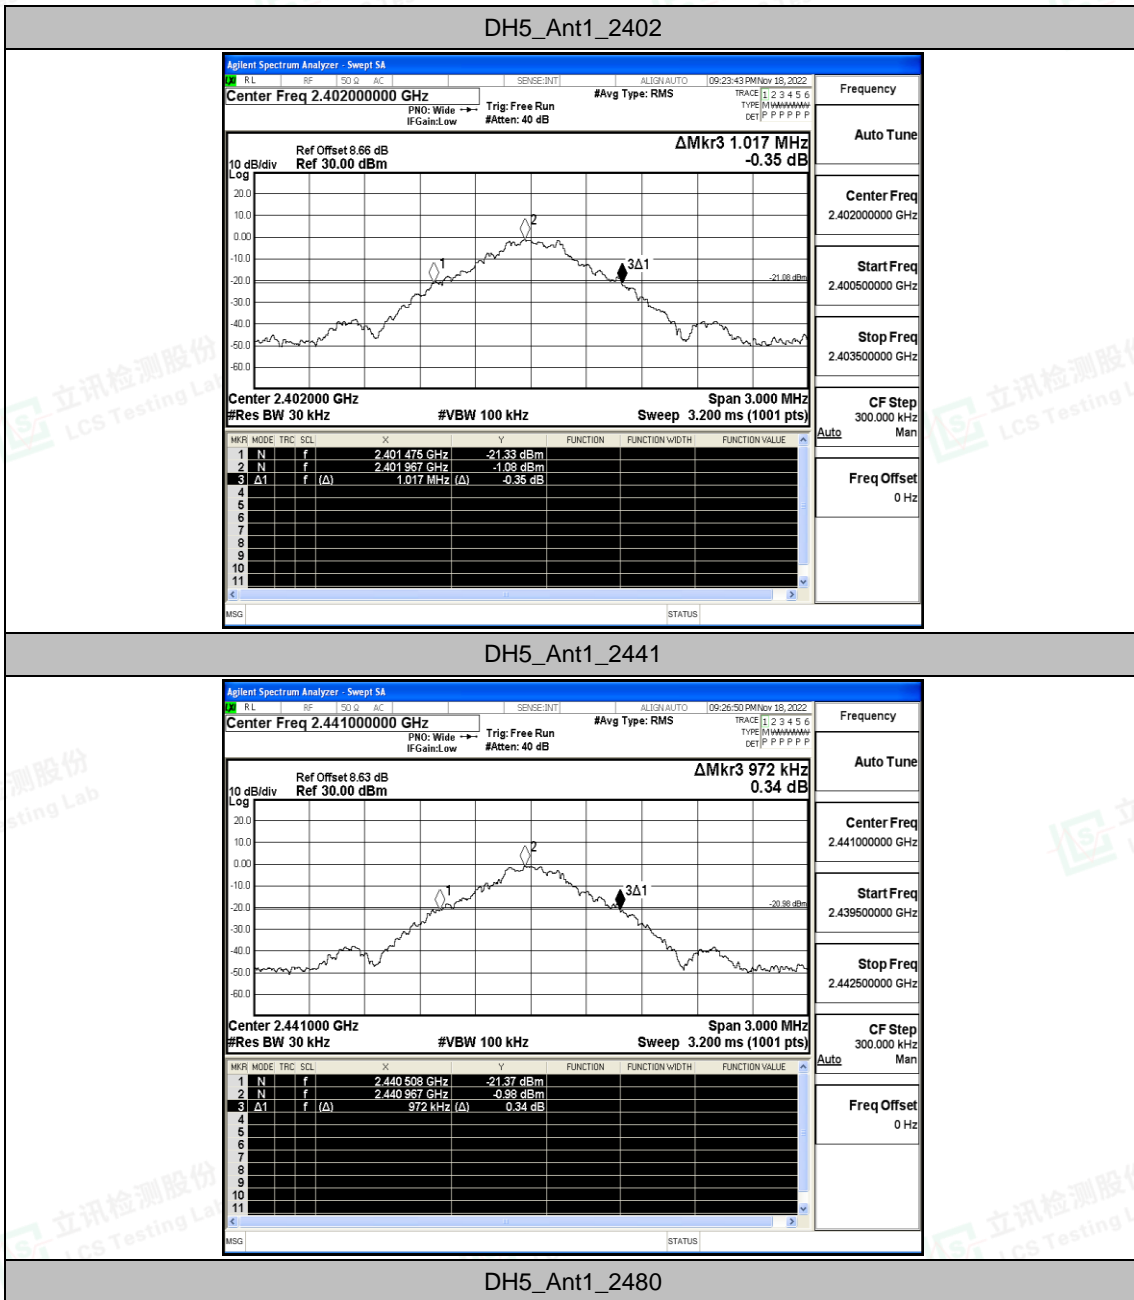 DH5_Ant1_2402
Agilent Spectrum Analyzer - Swept SA
LXI RL RF 50 Ω AC SENSE:INT ALIGN AUTO 09:23:43 PM Nov 18, 2022
Center Freq 2.402000000 GHz #Avg Type: RMS TRACE 1 2 3 4 5 6
PNO: Wide Trig: Free Run TYPE M W W W W W
IFGain:Low #Atten: 40 dB DET P P P P P P
Ref Offset 8.66 dB ΔMkr3 1.017 MHz
10 dB/div Ref 30.00 dBm -0.35 dB
Log
20.0
10.0
0.00
-10.0
-20.0
-30.0
-40.0
-50.0
-60.0
1
2
3Δ1
-21.08 dBm
Center 2.402000 GHz Span 3.000 MHz
#Res BW 30 kHz #VBW 100 kHz Sweep 3.200 ms (1001 pts)
MKR MODE TRC SCL X Y FUNCTION FUNCTION WIDTH FUNCTION VALUE
1 N f 2.401 475 GHz -21.33 dBm
2 N f 2.401 967 GHz -1.08 dBm
3 Δ1 f (Δ) 1.017 MHz (Δ) -0.35 dB
4
5
6
7
8
9
10
11
MSG STATUS
Frequency
Auto Tune
Center Freq
2.402000000 GHz
Start Freq
2.400500000 GHz
Stop Freq
2.403500000 GHz
CF Step
300.000 kHz
Auto Man
Freq Offset
0 Hz
DH5_Ant1_2441
Agilent Spectrum Analyzer - Swept SA
LXI RL RF 50 Ω AC SENSE:INT ALIGN AUTO 09:26:50 PM Nov 18, 2022
Center Freq 2.441000000 GHz #Avg Type: RMS TRACE 1 2 3 4 5 6
PNO: Wide Trig: Free Run TYPE M W W W W W
IFGain:Low #Atten: 40 dB DET P P P P P P
Ref Offset 8.63 dB ΔMkr3 972 kHz
10 dB/div Ref 30.00 dBm 0.34 dB
Log
20.0
10.0
0.00
-10.0
-20.0
-30.0
-40.0
-50.0
-60.0
1
2
3Δ1
-20.98 dBm
Center 2.441000 GHz Span 3.000 MHz
#Res BW 30 kHz #VBW 100 kHz Sweep 3.200 ms (1001 pts)
MKR MODE TRC SCL X Y FUNCTION FUNCTION WIDTH FUNCTION VALUE
1 N f 2.440 508 GHz -21.37 dBm
2 N f 2.440 967 GHz -0.98 dBm
3 Δ1 f (Δ) 972 kHz (Δ) 0.34 dB
4
5
6
7
8
9
10
11
MSG STATUS
Frequency
Auto Tune
Center Freq
2.441000000 GHz
Start Freq
2.439500000 GHz
Stop Freq
2.442500000 GHz
CF Step
300.000 kHz
Auto Man
Freq Offset
0 Hz
DH5_Ant1_2480
立讯检测股份
LCS Testing Lab